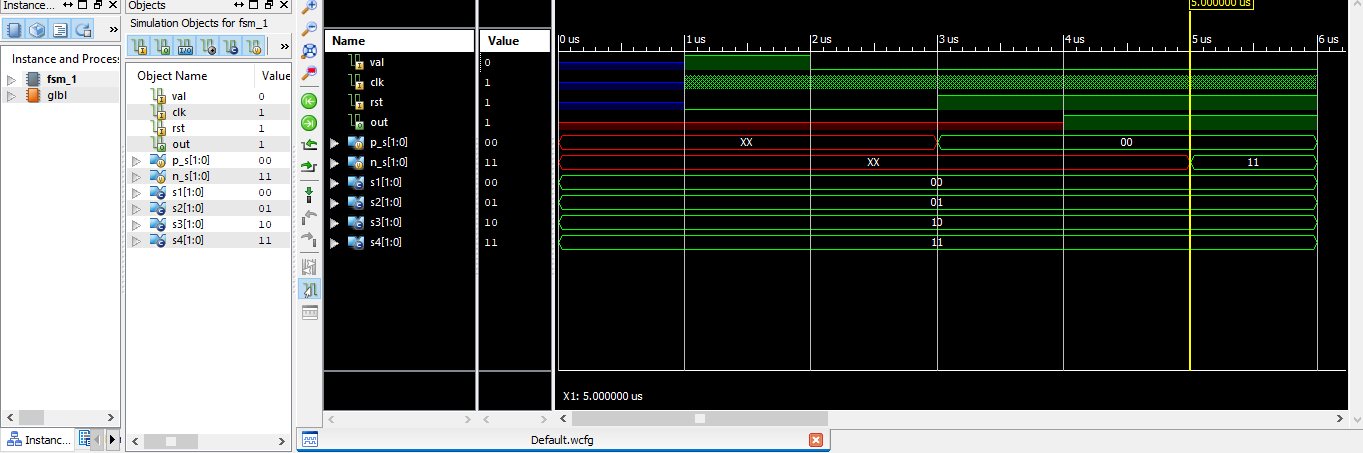 Instance...
Instance and Process
fsm_1
glbl
Instanc...
Objects
Simulation Objects for fsm_1
Object Name Value
val 0
clk 1
rst 1
out 1
p_s[1:0] 00
n_s[1:0] 11
s1[1:0] 00
s2[1:0] 01
s3[1:0] 10
s4[1:0] 11
5.000000 us
Name Value
0 us 1 us 2 us 3 us 4 us 5 us 6 us
val 0
clk 1
rst 1
out 1
p_s[1:0] 00 XX 00
n_s[1:0] 11 XX 11
s1[1:0] 00 00
s2[1:0] 01 01
s3[1:0] 10 10
s4[1:0] 11 11
X1: 5.000000 us
Default.wcfg